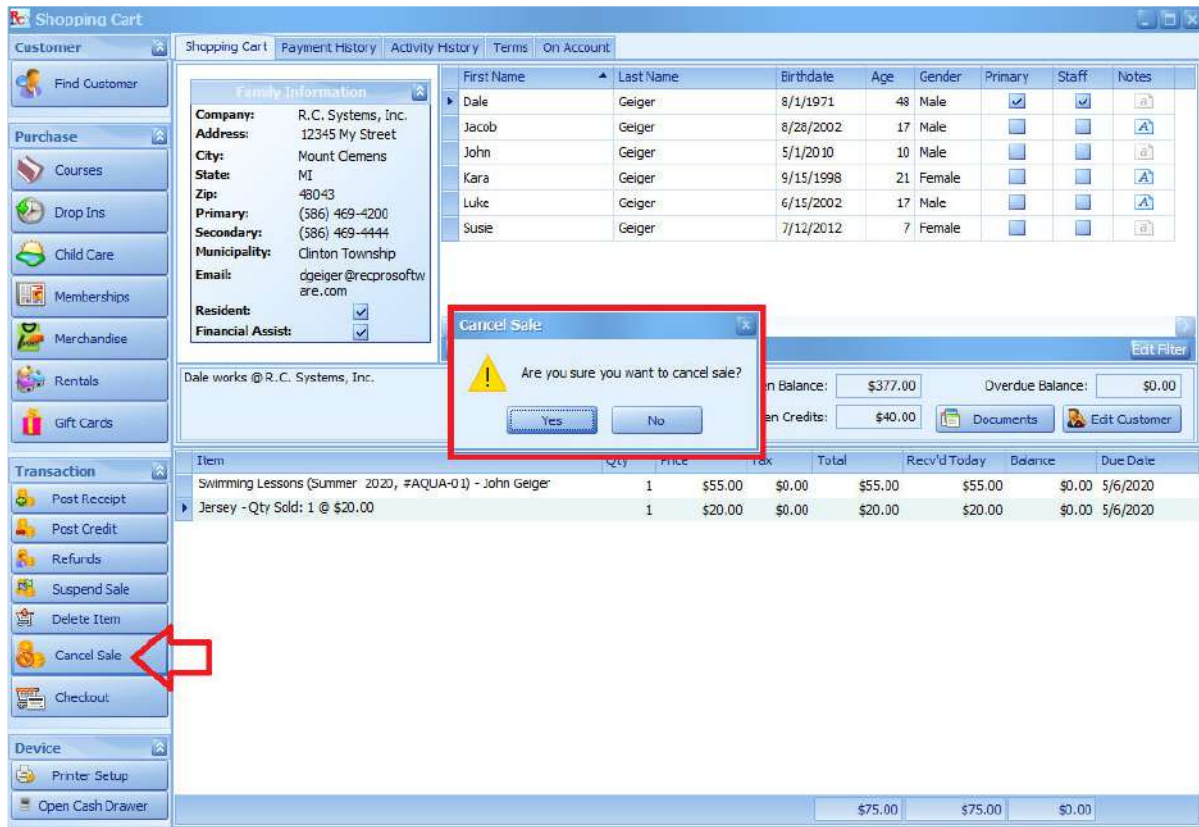 Shopping Cart
Customer
Find Customer
Purchase
Courses
Drop Ins
Child Care
Memberships
Merchandise
Rentals
Gift Cards
Transaction
Post Receipt
Post Credit
Refunds
Suspend Sale
Delete Item
Cancel Sale
Checkout
Device
Printer Setup
Open Cash Drawer
Shopping Cart Payment History Activity History Terms On Account
Family Information
Company: R.C. Systems, Inc.
Address: 12345 My Street
City: Mount Clemens
State: MI
Zip: 48043
Primary: (586) 469-4200
Secondary: (586) 469-4444
Municipality: Clinton Township
Email: dgeiger@recprosoftw
are.com
Resident:
Financial Assist:
First Name Last Name Birthdate Age Gender Primary Staff Notes
Dale Geiger 8/1/1971 48 Male
Jacob Geiger 8/28/2002 17 Male
John Geiger 5/1/2010 10 Male
Kara Geiger 9/15/1998 21 Female
Luke Geiger 6/15/2002 17 Male
Susie Geiger 7/12/2012 7 Female
Edit Filter
Cancel Sale
Are you sure you want to cancel sale?
Yes No
Dale works @ R.C. Systems, Inc.
en Balance: $377.00 Overdue Balance: $0.00
en Credits: $40.00 Documents Edit Customer
Item Qty Price Tax Total Recv'd Today Balance Due Date
Swimming Lessons (Summer 2020, #AQUA-01) - John Geiger 1 $55.00 $0.00 $55.00 $55.00 $0.00 5/6/2020
Jersey - Qty Sold: 1 @ $20.00 1 $20.00 $0.00 $20.00 $20.00 $0.00 5/6/2020
$75.00 $75.00 $0.00